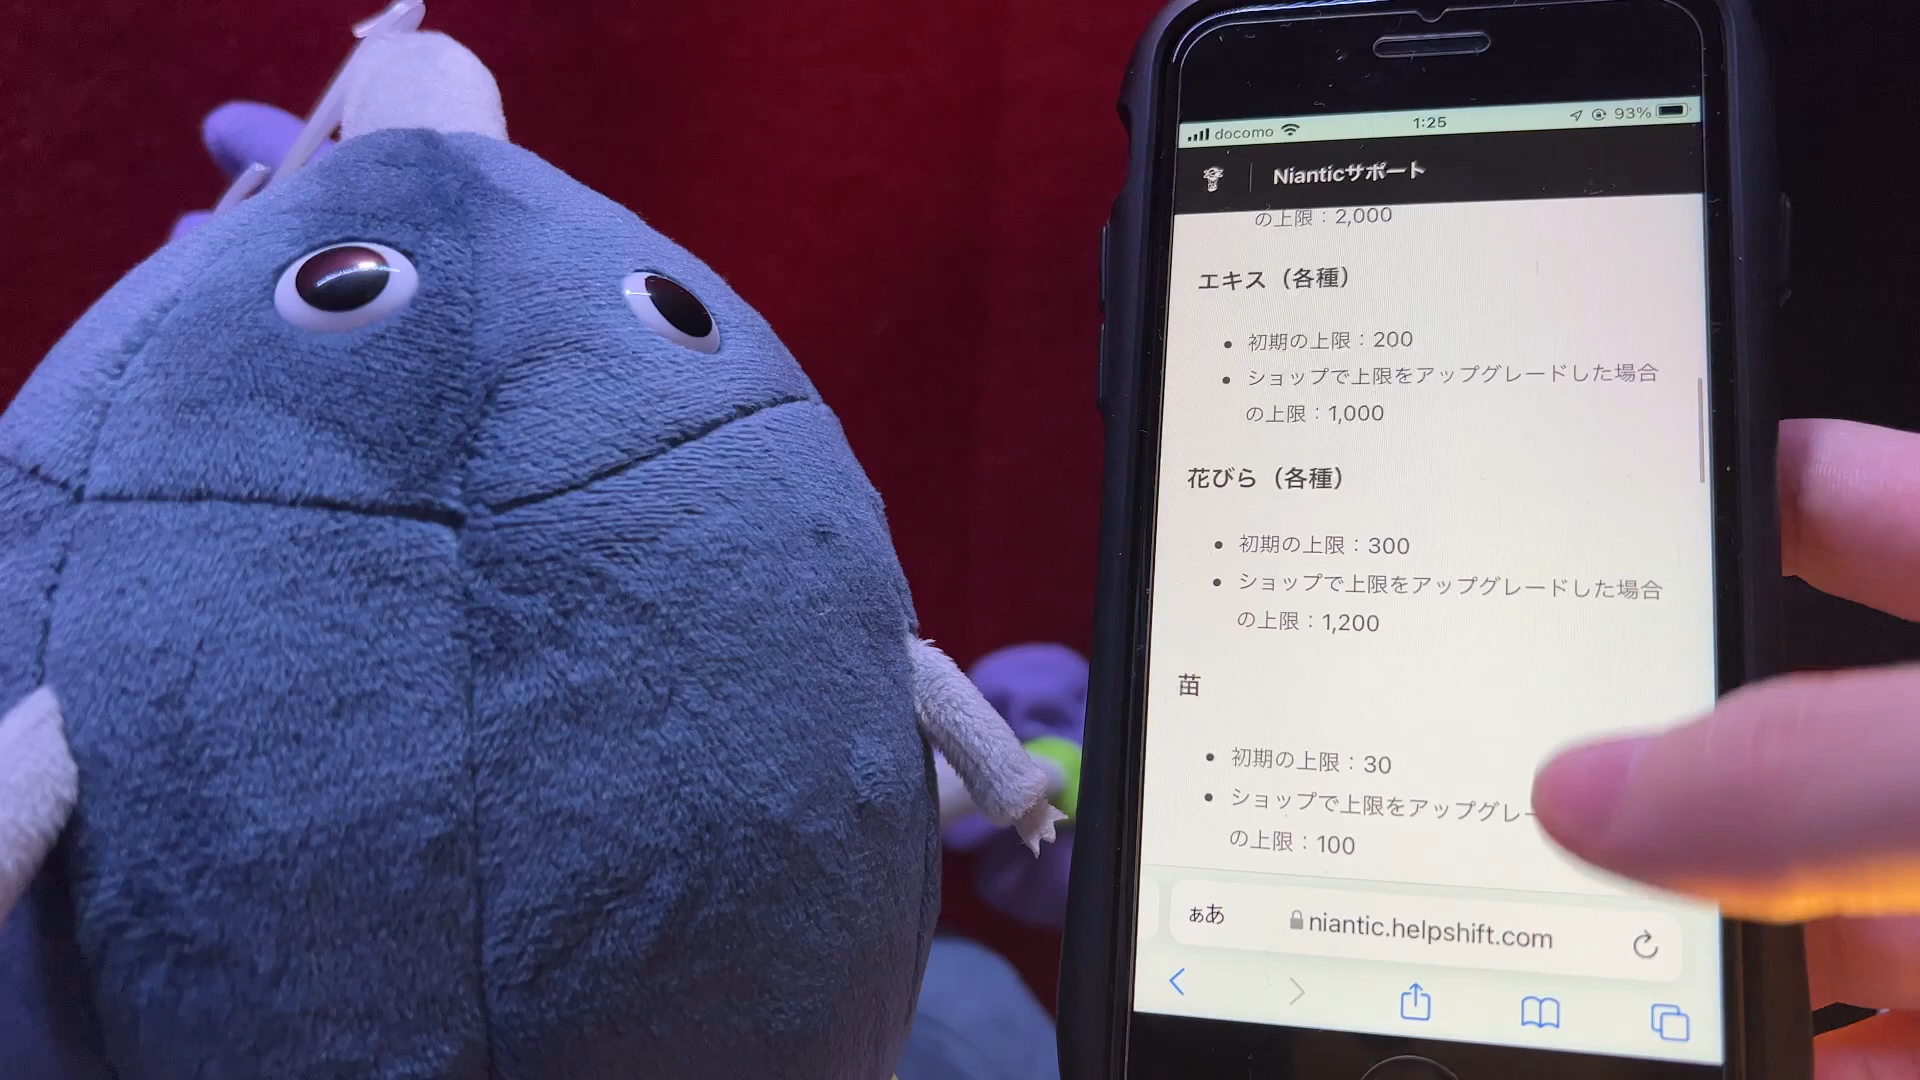 docomo 1:25 93%
Nianticサポート
の上限：2,000
エキス（各種）
初期の上限：200
ショップで上限をアップグレードした場合
の上限：1,000
花びら（各種）
初期の上限：300
ショップで上限をアップグレードした場合
の上限：1,200
苗
初期の上限：30
ショップで上限をアップグレー
の上限：100
ぁあ niantic.helpshift.com